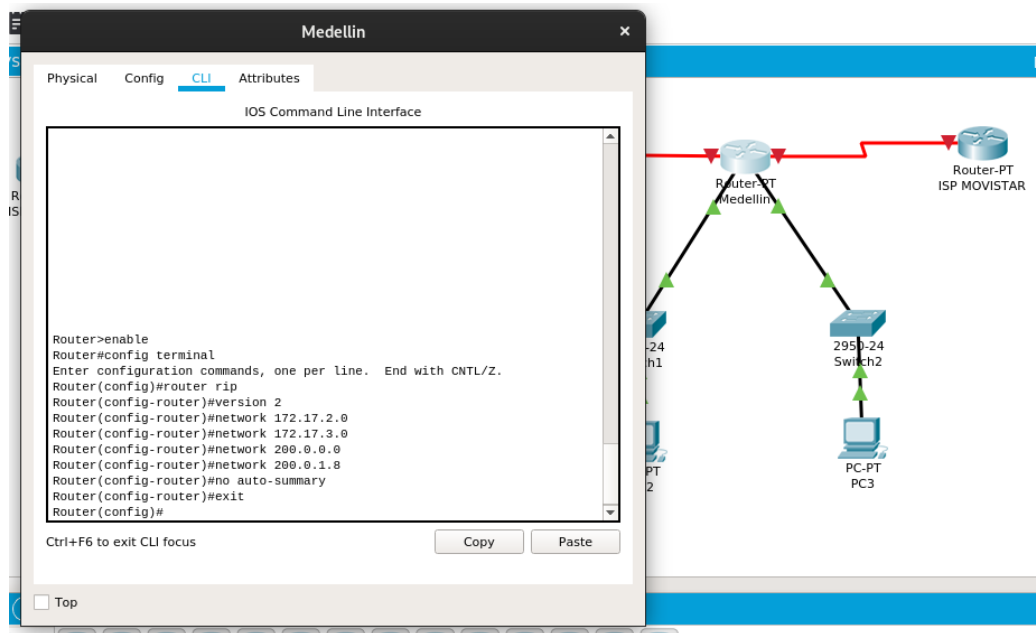 Medellin
Physical Config CLI Attributes
IOS Command Line Interface
Router>enable
Router#config terminal
Enter configuration commands, one per line. End with CNTL/Z.
Router(config)#router rip
Router(config-router)#version 2
Router(config-router)#network 172.17.2.0
Router(config-router)#network 172.17.3.0
Router(config-router)#network 200.0.0.0
Router(config-router)#network 200.0.1.8
Router(config-router)#no auto-summary
Router(config-router)#exit
Router(config)#
Ctrl+F6 to exit CLI focus
Copy Paste
Top
Router-PT
Medellin
Router-PT
ISP MOVISTAR
-24
h1
2950-24
Switch2
PT
2
PC-PT
PC3